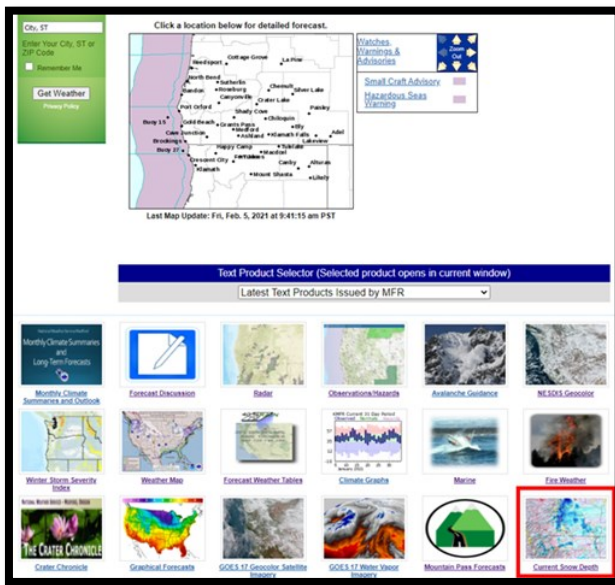 City, ST
Enter Your City, ST or
ZIP Code
Remember Me
Get Weather
Privacy Policy
Click a location below for detailed forecast.
Reedsport
Cottage Grove
La Pine
North Bend
Sutherlin
Bandon
Roseburg
Chemult
Silver Lake
Canyonville
Crater Lake
Port Orford
Shady Cove
Paisley
Buoy 15
Gold Beach
Grants Pass
Chiloquin
Medford
Bly
Cave Junction
Ashland
Klamath Falls
Adel
Brookings
Lakeview
Happy Camp
Tulelake
Buoy 27
Macdoel
Crescent City
Canby
Alturas
Klamath
Mount Shasta
Likely
Last Map Update: Fri, Feb. 5, 2021 at 9:41:15 am PST
Watches,
Warnings &
Advisories
Zoom
Out
Small Craft Advisory
Hazardous Seas
Warning
Text Product Selector (Selected product opens in current window)
Latest Text Products Issued by MFR
Monthly Climate Summaries
and
Long-Term Forecasts
Monthly Climate
Summaries and Outlook
Forecast Discussion
Radar
Observations/Hazards
Avalanche Guidance
NESDIS Geocolor
Winter Storm Severity
Index
Weather Map
Forecast Weather Tables
Climate Graphs
Marine
Fire Weather
THE CRATER CHRONICLE
Crater Chronicle
Graphical Forecasts
GOES 17 Geocolor Satellite
Imagery
GOES 17 Water Vapor
Imagery
Mountain Pass Forecasts
Current Snow Depth